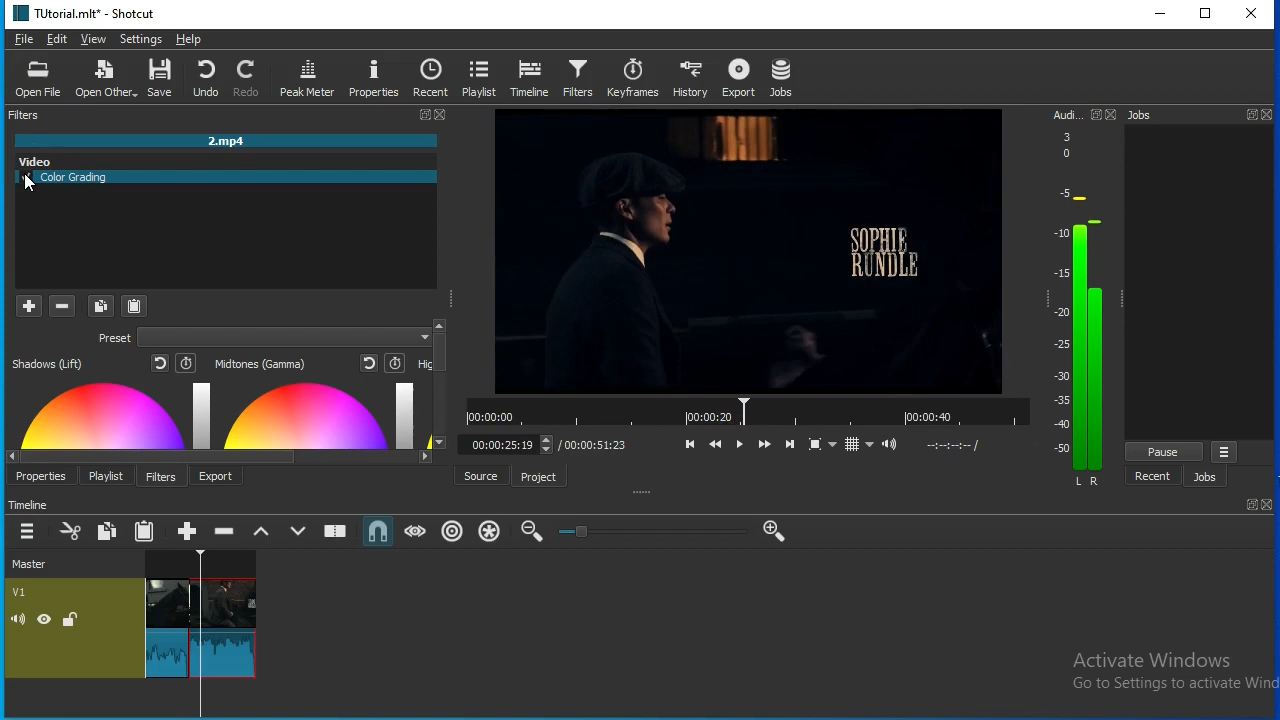 TUtorial.mlt* - Shotcut
File Edit View Settings Help
Open File Open Other... Save Undo Redo Peak Meter Properties Recent Playlist Timeline Filters Keyframes History Export Jobs
Filters
Audi... Jobs
2.mp4
Video
Color Grading
Preset
Shadows (Lift) Midtones (Gamma) Hig
SOPHIE
RUNDLE
00:00:00 00:00:20 00:00:40
00:00:25:19 / 00:00:51:23 --:--:--:-- /
3
0
-5
-10
-15
-20
-25
-30
-35
-40
-50
L R
Pause
Properties Playlist Filters Export Source Project Recent Jobs
Timeline
Master
V1
Activate Windows
Go to Settings to activate Wind